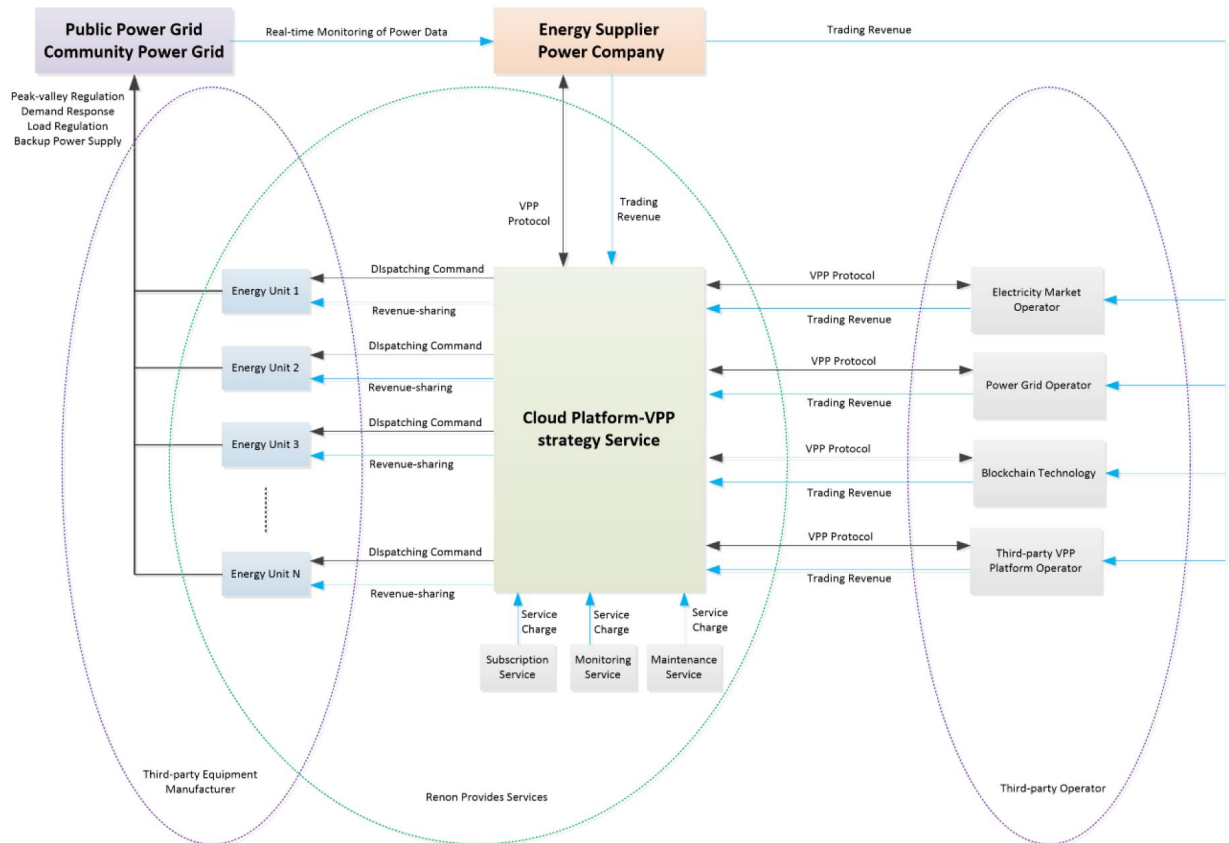 Public Power Grid
Community Power Grid
Real-time Monitoring of Power Data
Energy Supplier
Power Company
Trading Revenue
Peak-valley Regulation
Demand Response
Load Regulation
Backup Power Supply
VPP
Protocol
Trading
Revenue
Energy Unit 1
DIspatching Command
Revenue-sharing
VPP Protocol
Trading Revenue
Electricity Market
Operator
Energy Unit 2
DIspatching Command
Revenue-sharing
VPP Protocol
Trading Revenue
Power Grid Operator
Cloud Platform-VPP
strategy Service
Energy Unit 3
DIspatching Command
Revenue-sharing
VPP Protocol
Trading Revenue
Blockchain Technology
Energy Unit N
DIspatching Command
Revenue-sharing
VPP Protocol
Trading Revenue
Third-party VPP
Platform Operator
Service
Charge
Service
Charge
Service
Charge
Subscription
Service
Monitoring
Service
Maintenance
Service
Third-party Equipment
Manufacturer
Renon Provides Services
Third-party Operator